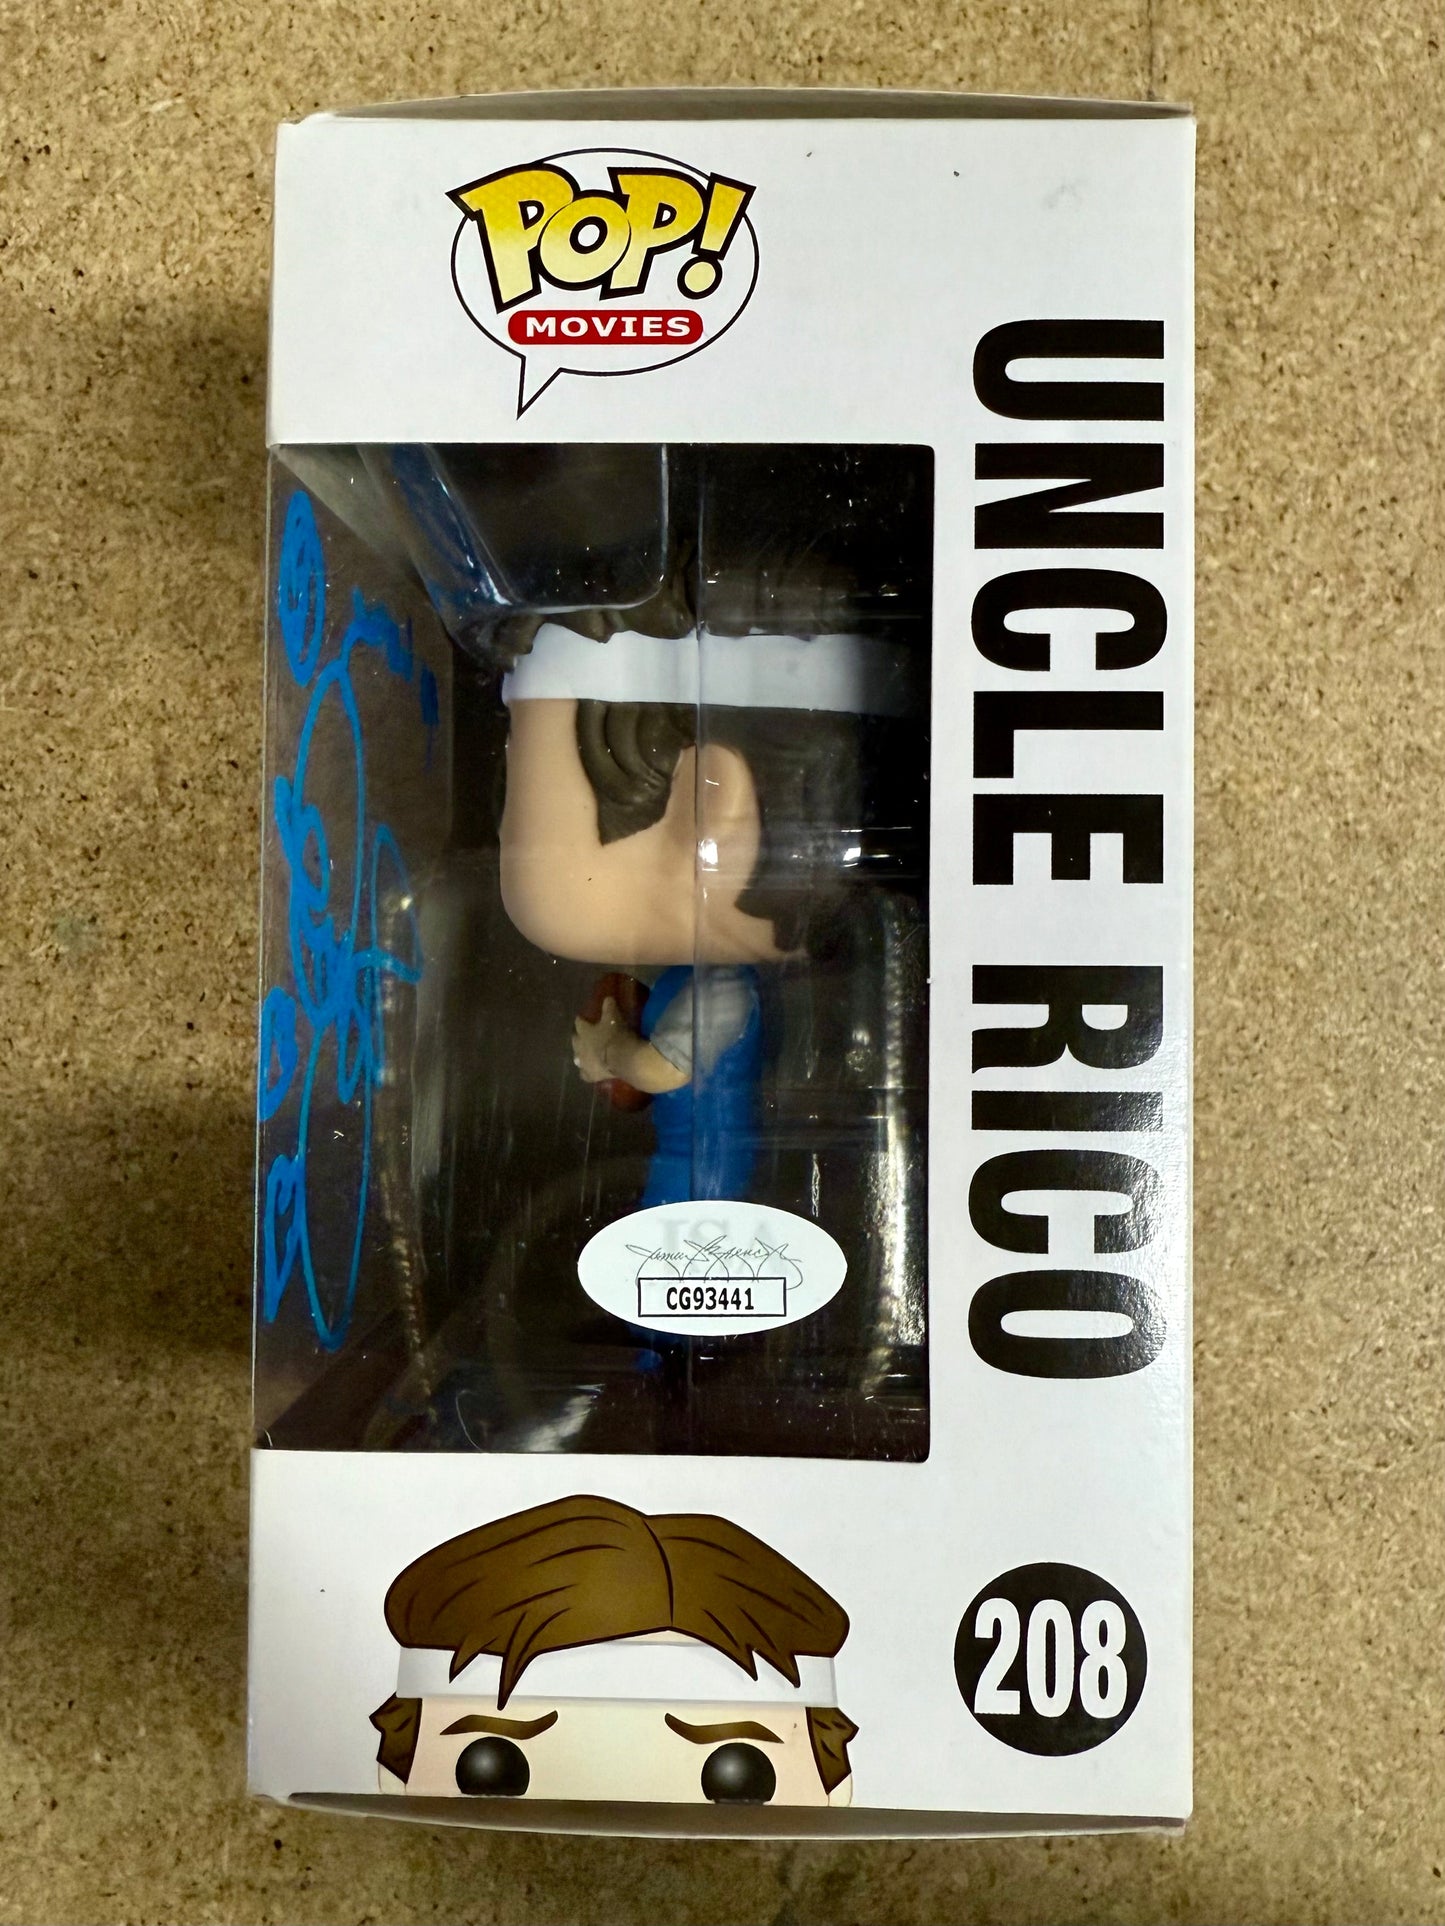 POP!
MOVIES
UNCLE RICO
CG93441
208